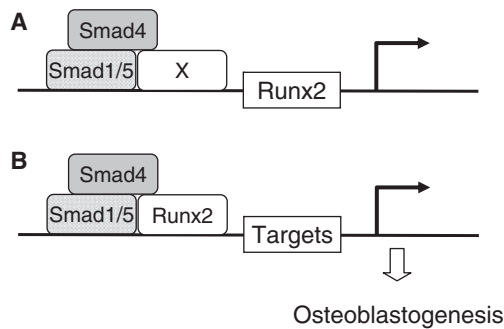 A
Smad4
Smad1/5 X
Runx2
B
Smad4
Smad1/5 Runx2
Targets
Osteoblastogenesis